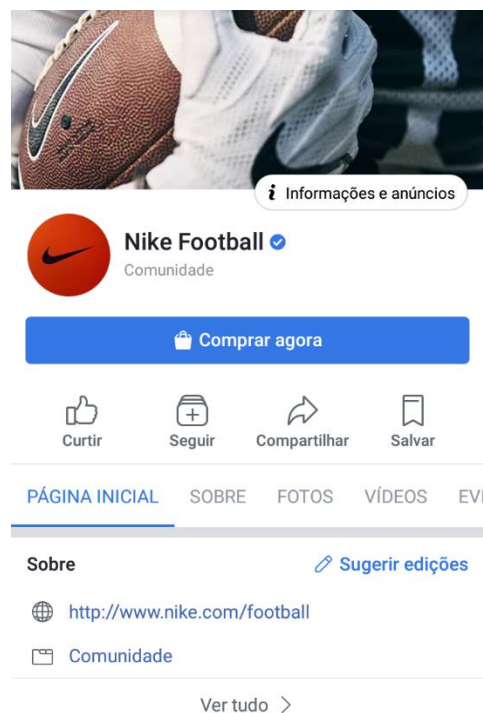 Informações e anúncios
Nike Football
Comunidade
Comprar agora
Curtir
Seguir
Compartilhar
Salvar
PÁGINA INICIAL
SOBRE
FOTOS
VÍDEOS
EVE
Sobre
Sugerir edições
http://www.nike.com/football
Comunidade
Ver tudo